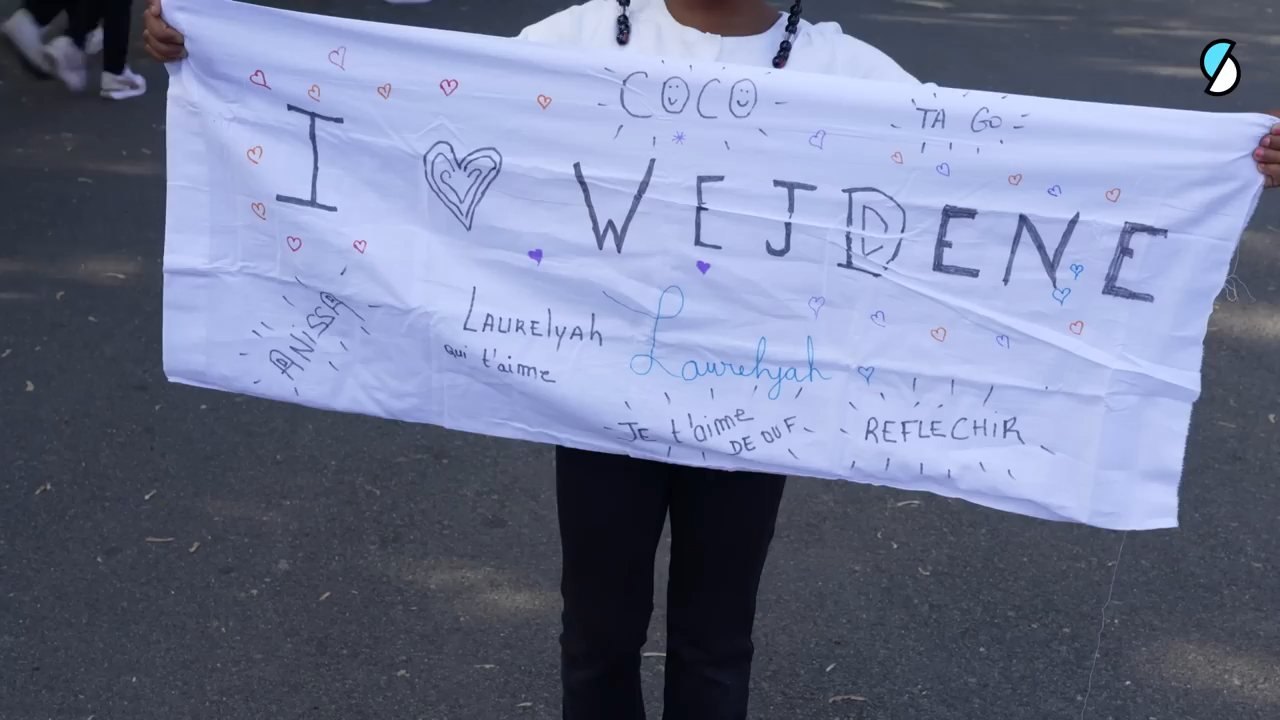 COCO
TA GO
I ♡ WEJDENE
ANISSA
LAURElyAh
qui t'aime
Laurelyah
JE t'aime
DE OUF
REFLECHIR